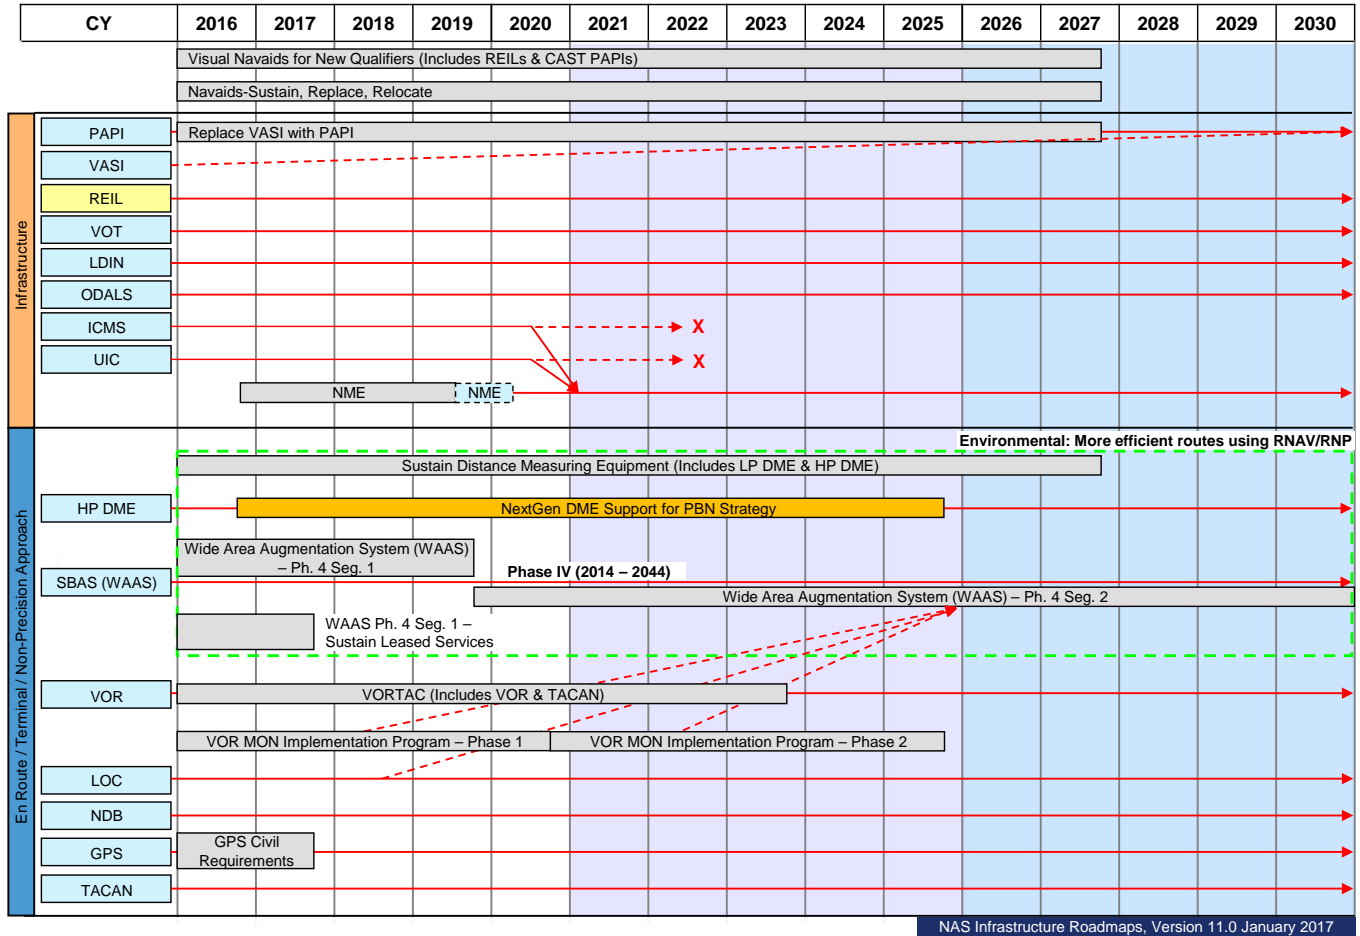 CY 2016 2017 2018 2019 2020 2021 2022 2023 2024 2025 2026 2027 2028 2029 2030
Visual Navaids for New Qualifiers (Includes REILs & CAST PAPIs)
Navaids-Sustain, Replace, Relocate
Infrastructure
PAPI
Replace VASI with PAPI
VASI
REIL
VOT
LDIN
ODALS
ICMS
X
UIC
X
NME
NME
En Route / Terminal / Non-Precision Approach
Environmental: More efficient routes using RNAV/RNP
Sustain Distance Measuring Equipment (Includes LP DME & HP DME)
HP DME
NextGen DME Support for PBN Strategy
Wide Area Augmentation System (WAAS)
– Ph. 4 Seg. 1
SBAS (WAAS)
Phase IV (2014 – 2044)
Wide Area Augmentation System (WAAS) – Ph. 4 Seg. 2
WAAS Ph. 4 Seg. 1 –
Sustain Leased Services
VOR
VORTAC (Includes VOR & TACAN)
VOR MON Implementation Program – Phase 1
VOR MON Implementation Program – Phase 2
LOC
NDB
GPS
GPS Civil
Requirements
TACAN
NAS Infrastructure Roadmaps, Version 11.0 January 2017